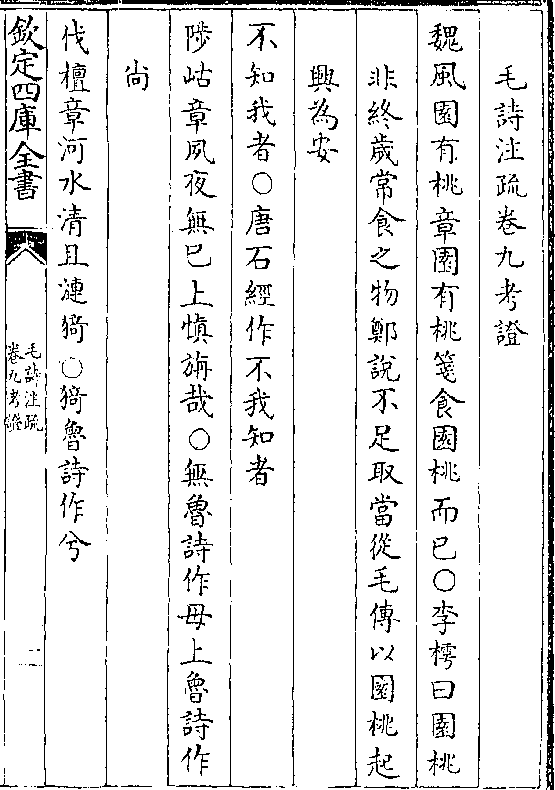 毛詩注疏卷九考證
魏風園有桃章園有桃箋食園桃而已○李樗曰園桃
非終歲常食之物鄭說不足取當從毛傳以園桃起
興為安
不知我者○唐石經作不我知者
陟岵章夙夜無已上慎旃哉○無魯詩作毋上魯詩作
尚
伐檀章河水清且漣猗○猗魯詩作兮
欽定四庫全書
毛詩注疏
卷九考證
一